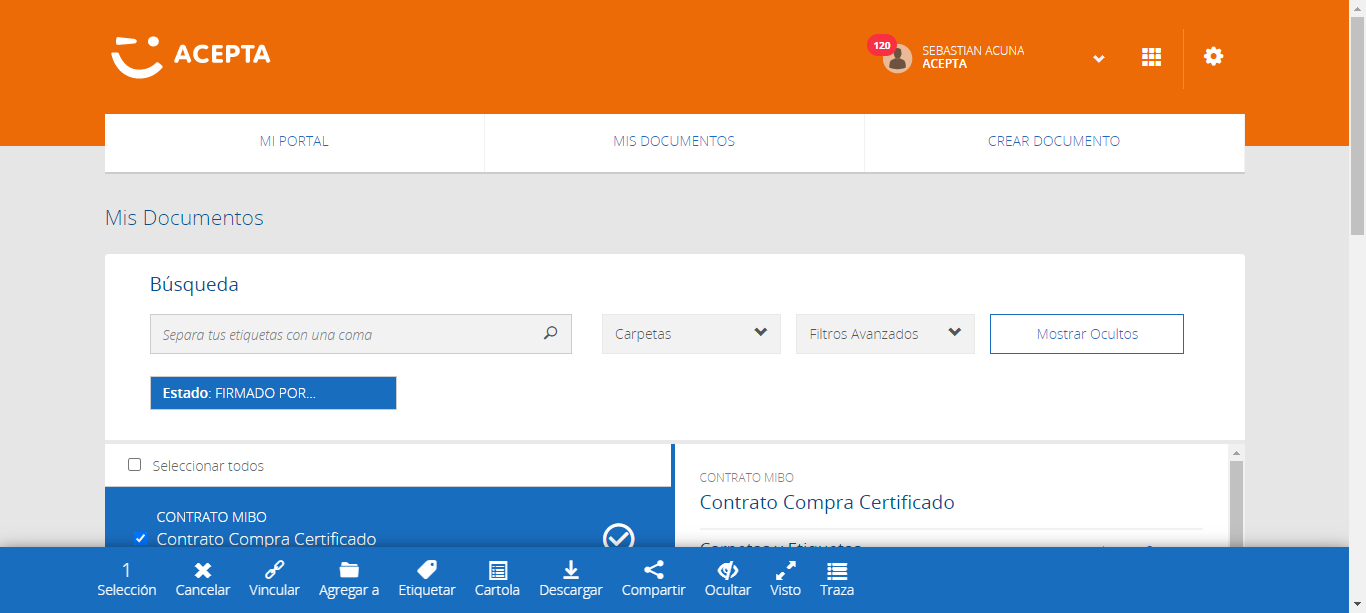 ACEPTA
120
SEBASTIAN ACUNA
ACEPTA
MI PORTAL
MIS DOCUMENTOS
CREAR DOCUMENTO
Mis Documentos
Búsqueda
Separa tus etiquetas con una coma
Carpetas
Filtros Avanzados
Mostrar Ocultos
Estado: FIRMADO POR...
Seleccionar todos
CONTRATO MIBO
Contrato Compra Certificado
CONTRATO MIBO
Contrato Compra Certificado
Carpetas y Etiquetas
1
Selección
Cancelar
Vincular
Agregar a
Etiquetar
Cartola
Descargar
Compartir
Ocultar
Visto
Traza